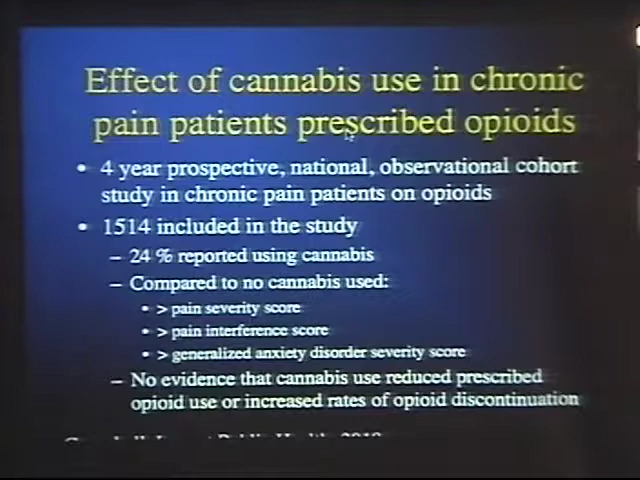 Effect of cannabis use in chronic
pain patients prescribed opioids
• 4 year prospective, national, observational cohort
study in chronic pain patients on opioids
• 1514 included in the study
– 24 % reported using cannabis
– Compared to no cannabis used:
• > pain severity score
• > pain interference score
• > generalized anxiety disorder severity score
– No evidence that cannabis use reduced prescribed
opioid use or increased rates of opioid discontinuation